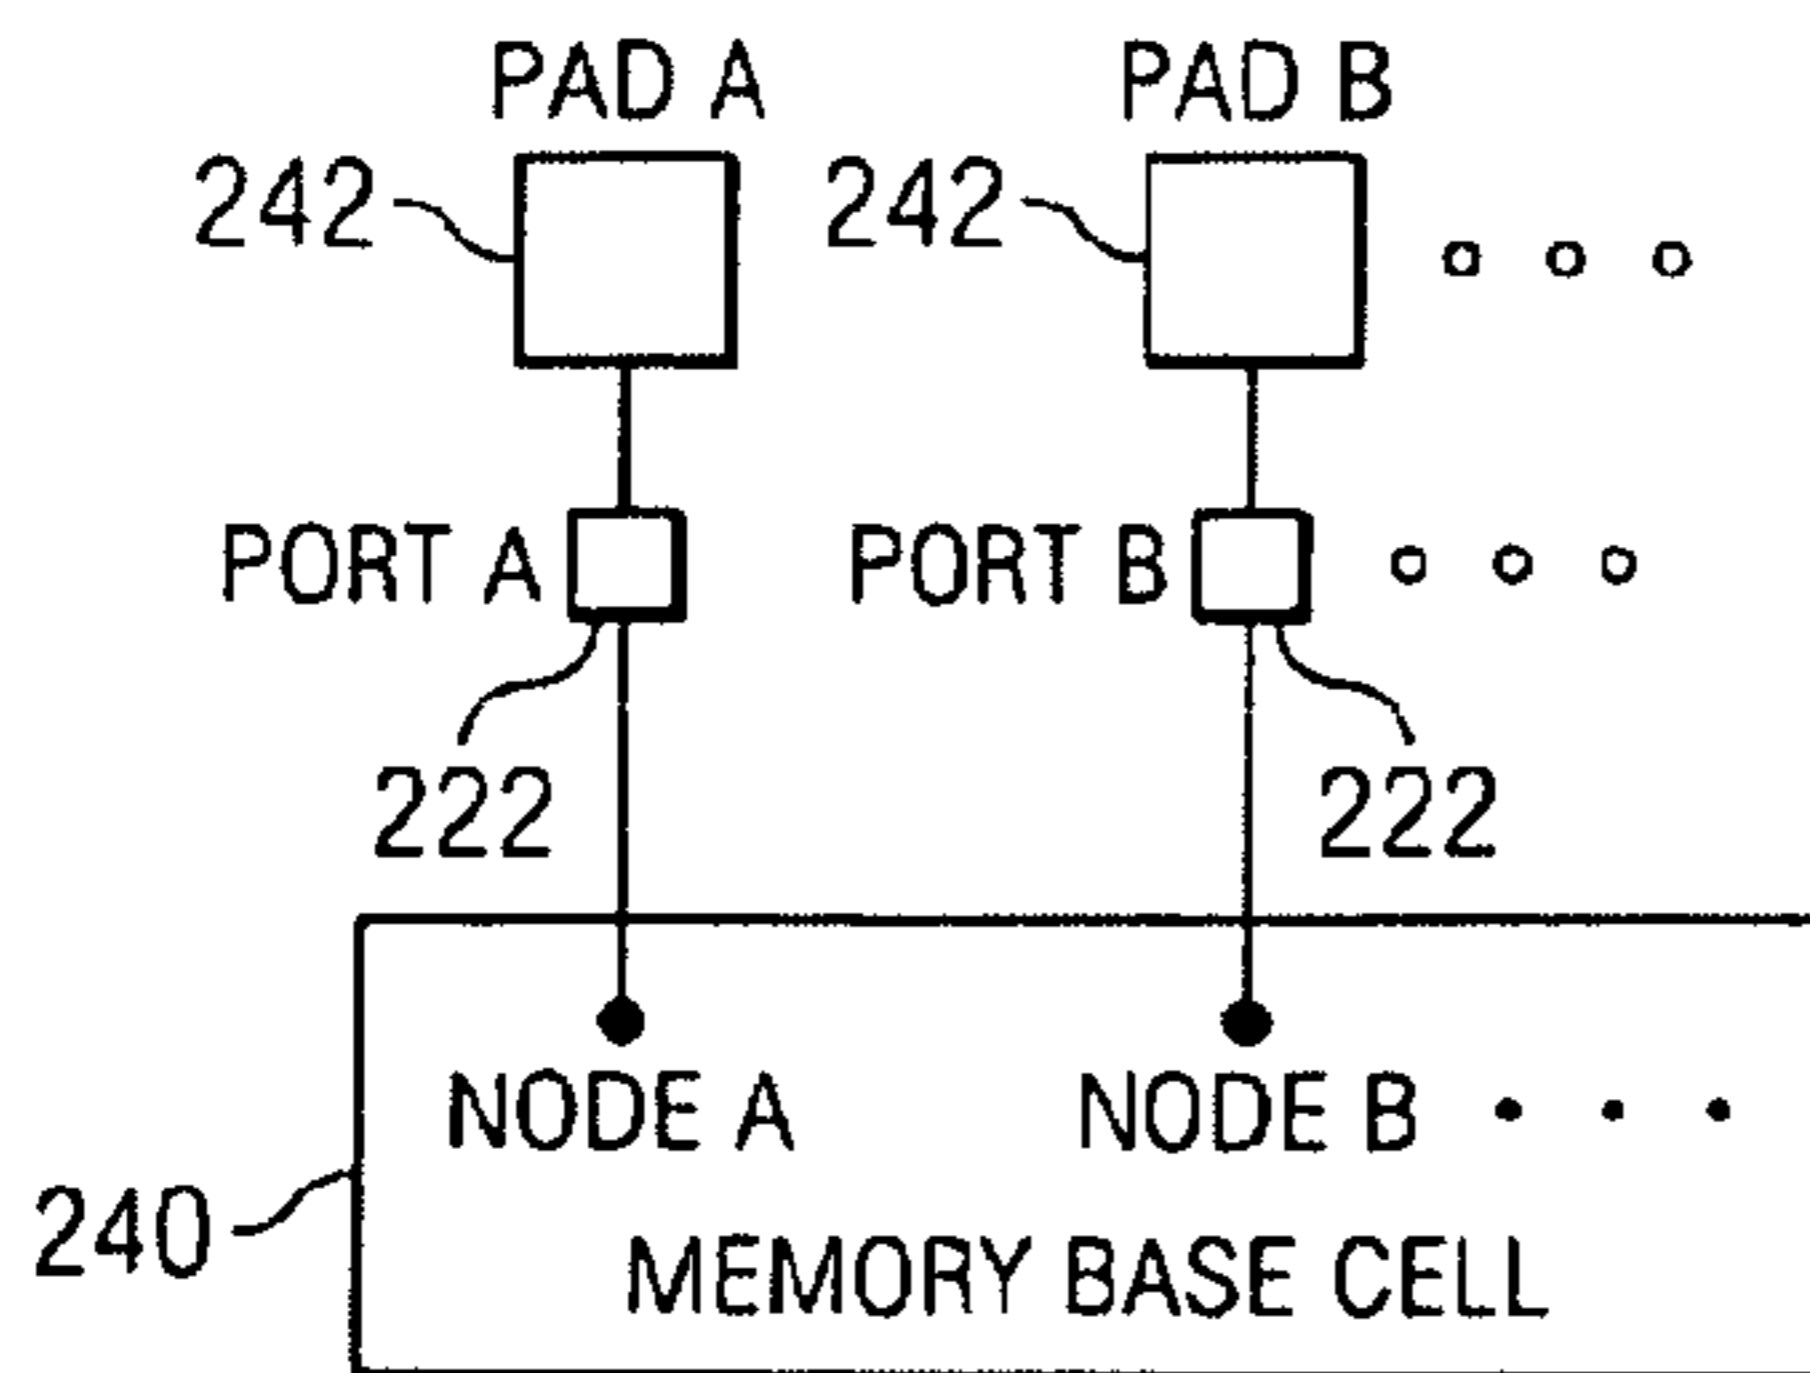 PAD A PAD B
242 242
PORT A PORT B
222 222
NODE A NODE B
240
MEMORY BASE CELL